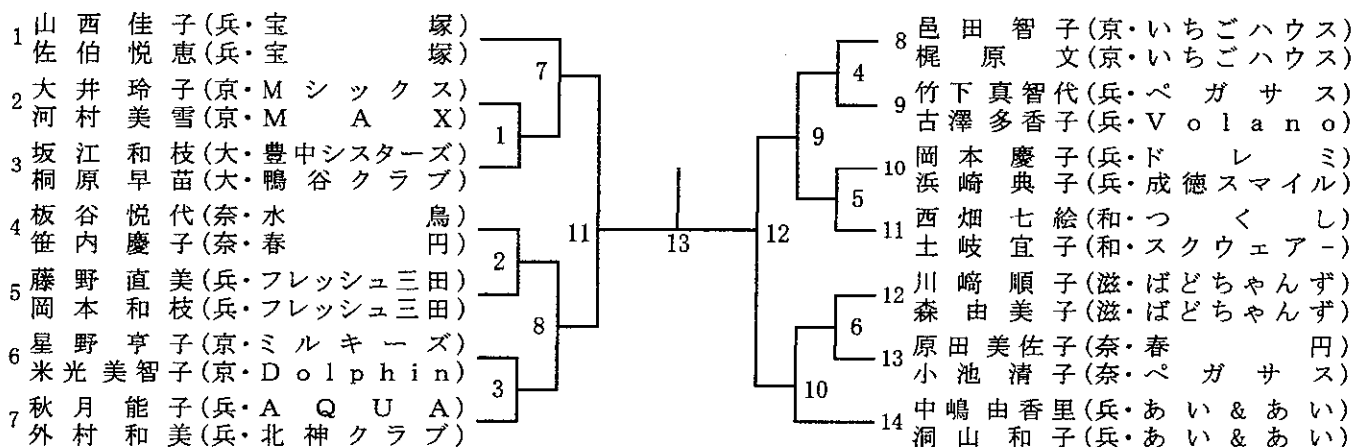 1 山西佳子(兵・宝塚)
佐伯悦恵(兵・宝塚)
2 大井玲子(京・Mシックス)
河村美雪(京・MAX)
3 坂江和枝(大・豊中シスターズ)
桐原早苗(大・鴨谷クラブ)
4 板谷悦代(奈・水鳥)
笹内慶子(奈・春円)
5 藤野直美(兵・フレッシュ三田)
岡本和枝(兵・フレッシュ三田)
6 星野亨子(京・ミルキーズ)
米光美智子(京・Dolphin)
7 秋月能子(兵・AQUA)
外村和美(兵・北神クラブ)
7
1
11
2
8
3
13
12
4
9
5
6
10
8 邑田智子(京・いちごハウス)
梶原文(京・いちごハウス)
9 竹下真智代(兵・ペガサス)
古澤多香子(兵・Volano)
10 岡本慶子(兵・ドレミ)
浜崎典子(兵・成徳スマイル)
11 西畑七絵(和・つくし)
土岐宜子(和・スクウェアー)
12 川﨑順子(滋・ばどちゃんず)
森由美子(滋・ばどちゃんず)
13 原田美佐子(奈・春円)
小池清子(奈・ペガサス)
14 中嶋由香里(兵・あい&あい)
洞山和子(兵・あい&あい)